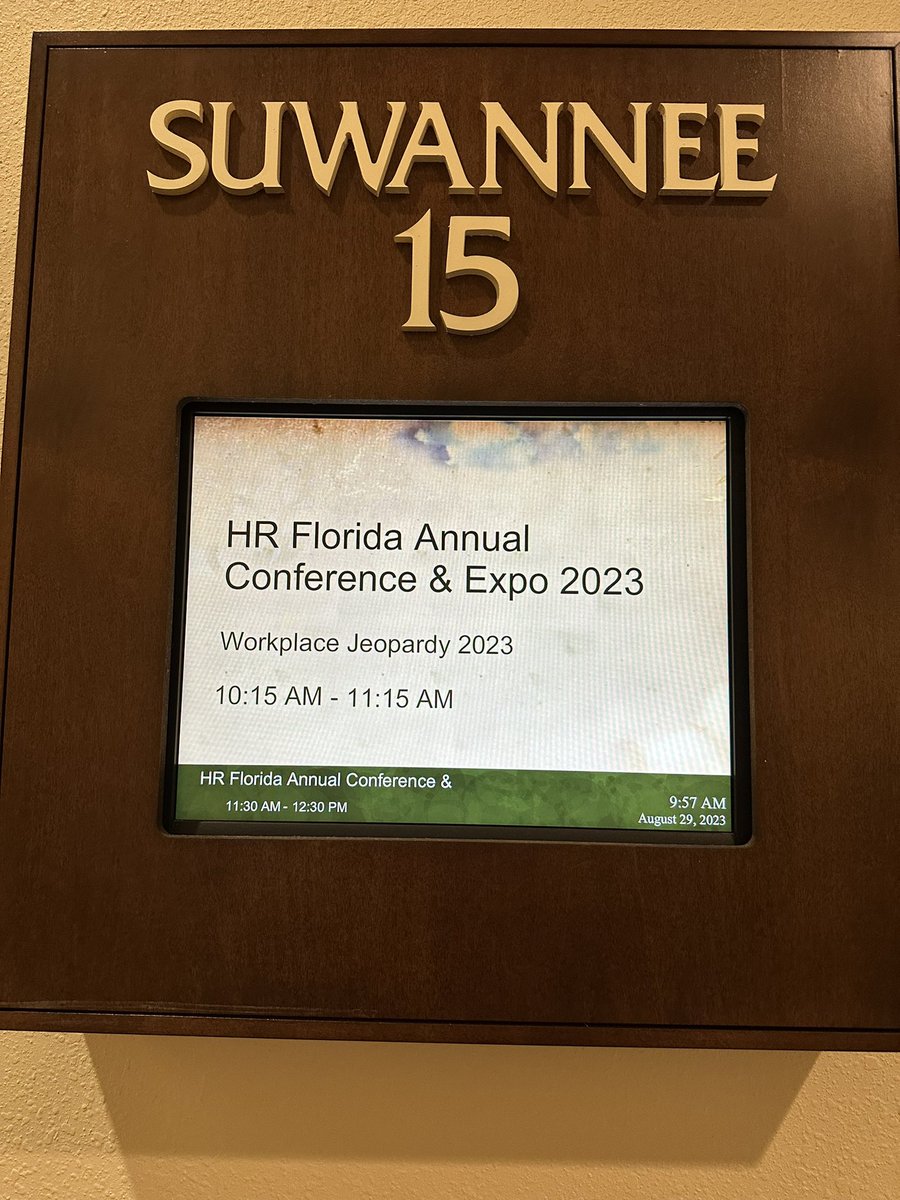 SUWANNEE
15
HR Florida Annual
Conference & Expo 2023
Workplace Jeopardy 2023
10:15 AM - 11:15 AM
HR Florida Annual Conference &
11:30 AM - 12:30 PM
9:57 AM
August 29, 2023